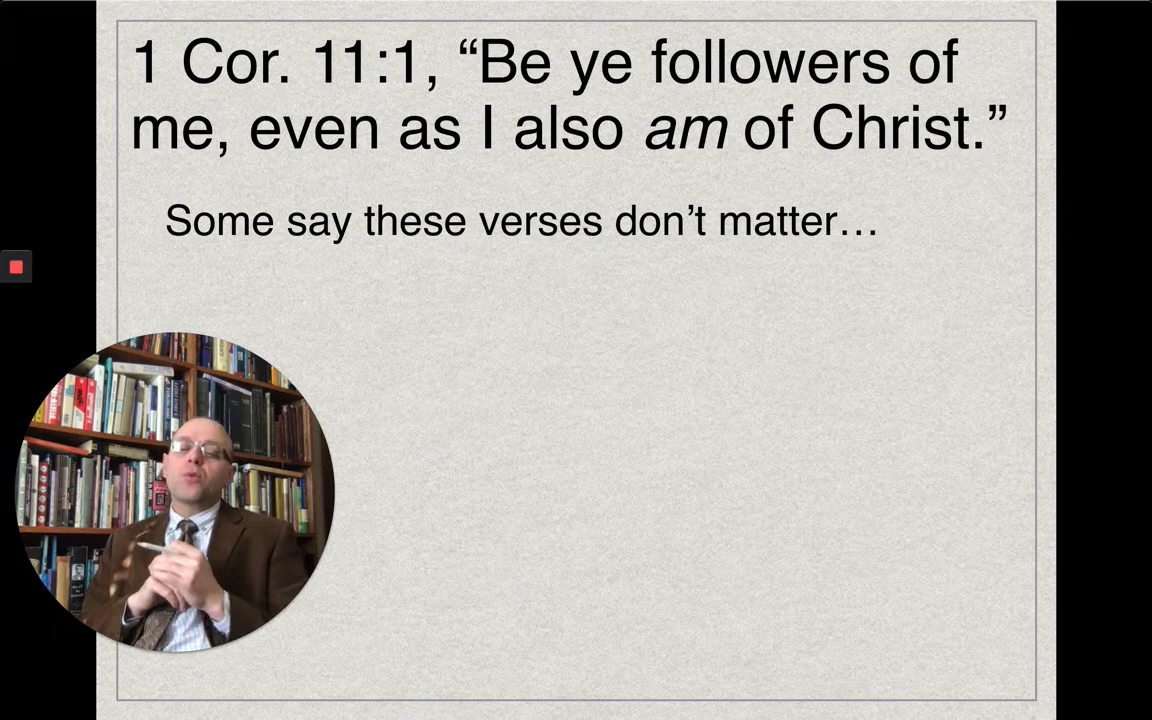 1 Cor. 11:1, “Be ye followers of
me, even as I also am of Christ.”
Some say these verses don’t matter…